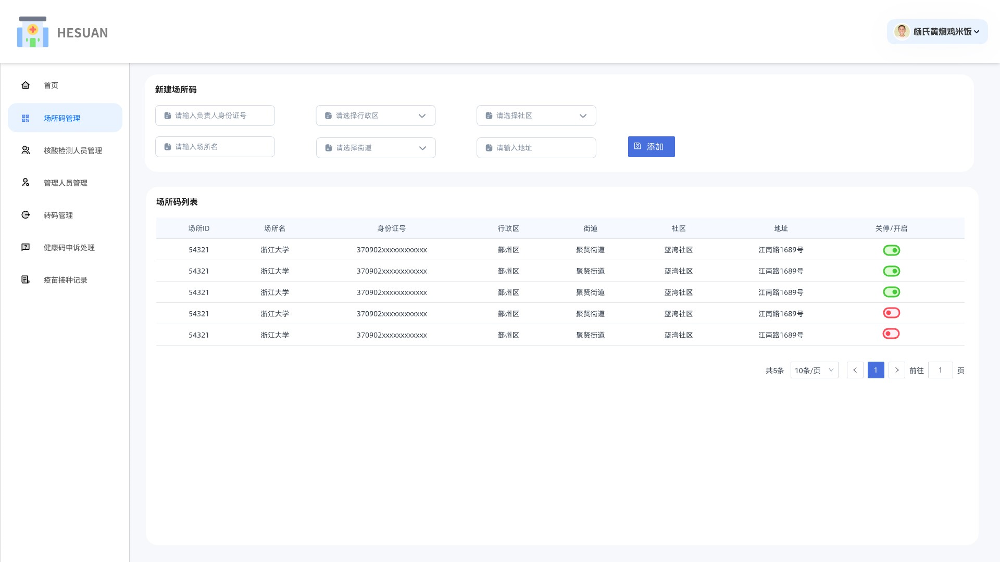 HESUAN
杨氏黄焖鸡米饭
首页
场所码管理
核酸检测人员管理
管理人员管理
转码管理
健康码申诉处理
疫苗接种记录
新建场所码
请输入负责人身份证号 请选择行政区 请选择社区
请输入场所名 请选择街道 请输入地址 添加
场所码列表
场所ID 场所名 身份证号 行政区 街道 社区 地址 关停/开启
54321 浙江大学 370902xxxxxxxxxxxx 鄞州区 聚贤街道 蓝湾社区 江南路1689号
54321 浙江大学 370902xxxxxxxxxxxx 鄞州区 聚贤街道 蓝湾社区 江南路1689号
54321 浙江大学 370902xxxxxxxxxxxx 鄞州区 聚贤街道 蓝湾社区 江南路1689号
54321 浙江大学 370902xxxxxxxxxxxx 鄞州区 聚贤街道 蓝湾社区 江南路1689号
54321 浙江大学 370902xxxxxxxxxxxx 鄞州区 聚贤街道 蓝湾社区 江南路1689号
共5条 10条/页 1 前往 1 页